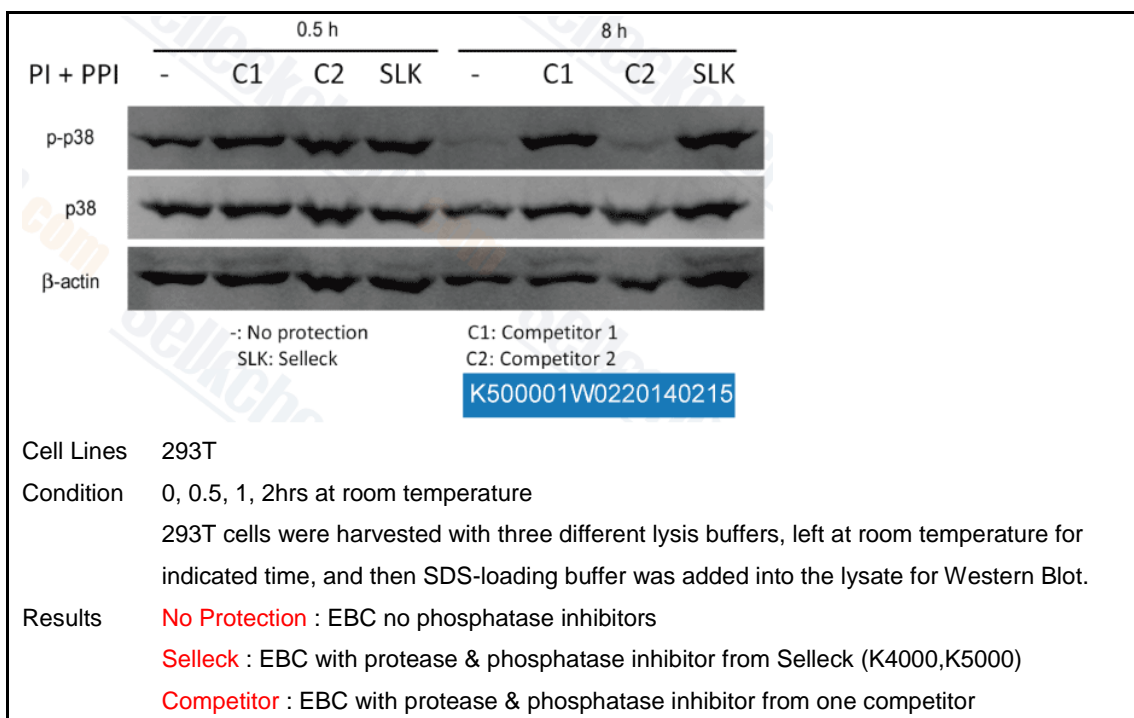 0.5 h 8 h
PI + PPI - C1 C2 SLK - C1 C2 SLK
p-p38
p38
β-actin
-: No protection C1: Competitor 1
SLK: Selleck C2: Competitor 2
K500001W0220140215
Cell Lines 293T
Condition 0, 0.5, 1, 2hrs at room temperature
293T cells were harvested with three different lysis buffers, left at room temperature for
indicated time, and then SDS-loading buffer was added into the lysate for Western Blot.
Results No Protection : EBC no phosphatase inhibitors
Selleck : EBC with protease & phosphatase inhibitor from Selleck (K4000,K5000)
Competitor : EBC with protease & phosphatase inhibitor from one competitor